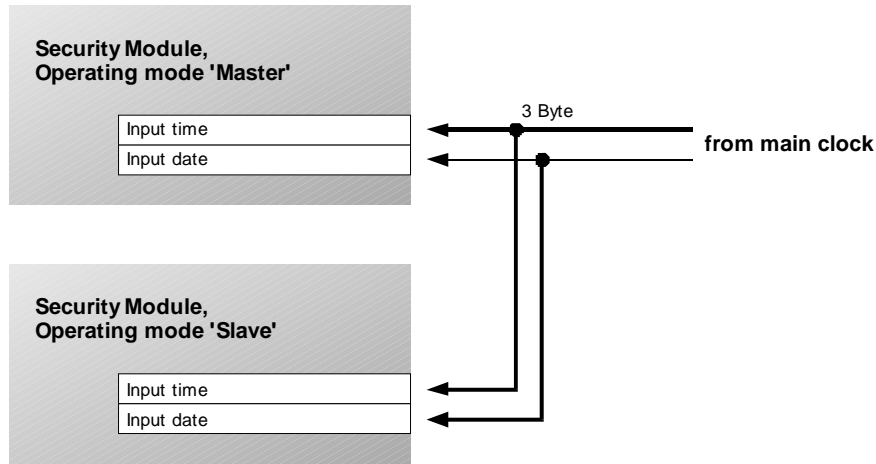 Security Module,
Operating mode 'Master'
Input time
Input date
3 Byte
from main clock
Security Module,
Operating mode 'Slave'
Input time
Input date